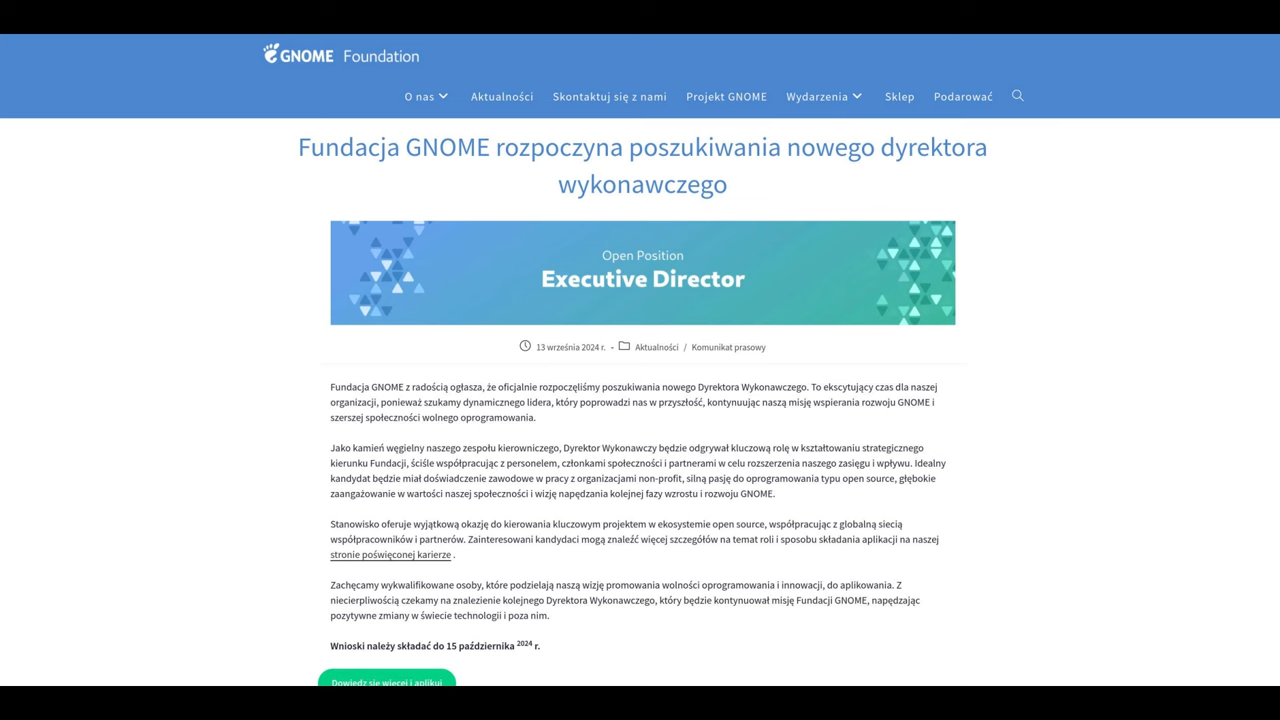 GNOME Foundation
O nas Aktualności Skontaktuj się z nami Projekt GNOME Wydarzenia Sklep Podarować
Fundacja GNOME rozpoczyna poszukiwania nowego dyrektora
wykonawczego
Open Position
Executive Director
13 września 2024 r. - Aktualności / Komunikat prasowy
Fundacja GNOME z radością ogłasza, że oficjalnie rozpoczęliśmy poszukiwania nowego Dyrektora Wykonawczego. To ekscytujący czas dla naszej
organizacji, ponieważ szukamy dynamicznego lidera, który poprowadzi nas w przyszłość, kontynuując naszą misję wspierania rozwoju GNOME i
szerszej społeczności wolnego oprogramowania.
Jako kamień węgielny naszego zespołu kierowniczego, Dyrektor Wykonawczy będzie odgrywał kluczową rolę w kształtowaniu strategicznego
kierunku Fundacji, ściśle współpracując z personelem, członkami społeczności i partnerami w celu rozszerzenia naszego zasięgu i wpływu. Idealny
kandydat będzie miał doświadczenie zawodowe w pracy z organizacjami non-profit, silną pasję do oprogramowania typu open source, głębokie
zaangażowanie w wartości naszej społeczności i wizję napędzania kolejnej fazy wzrostu i rozwoju GNOME.
Stanowisko oferuje wyjątkową okazję do kierowania kluczowym projektem w ekosystemie open source, współpracując z globalną siecią
współpracowników i partnerów. Zainteresowani kandydaci mogą znaleźć więcej szczegółów na temat roli i sposobu składania aplikacji na naszej
stronie poświęconej karierze .
Zachęcamy wykwalifikowane osoby, które podzielają naszą wizję promowania wolności oprogramowania i innowacji, do aplikowania. Z
niecierpliwością czekamy na znalezienie kolejnego Dyrektora Wykonawczego, który będzie kontynuował misję Fundacji GNOME, napędzając
pozytywne zmiany w świecie technologii i poza nim.
Wnioski należy składać do 15 października 2024 r.
Dowiedz się więcej i aplikuj